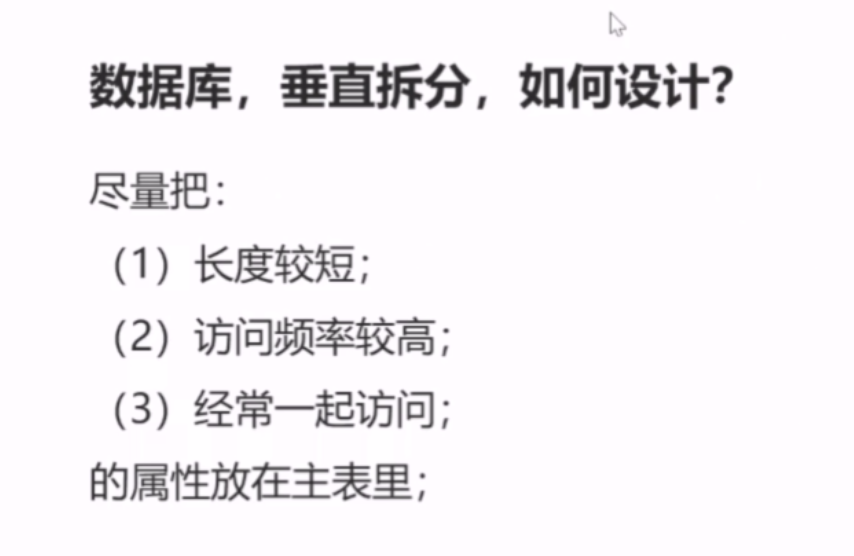 数据库，垂直拆分，如何设计？
尽量把：
（1）长度较短；
（2）访问频率较高；
（3）经常一起访问；
的属性放在主表里；